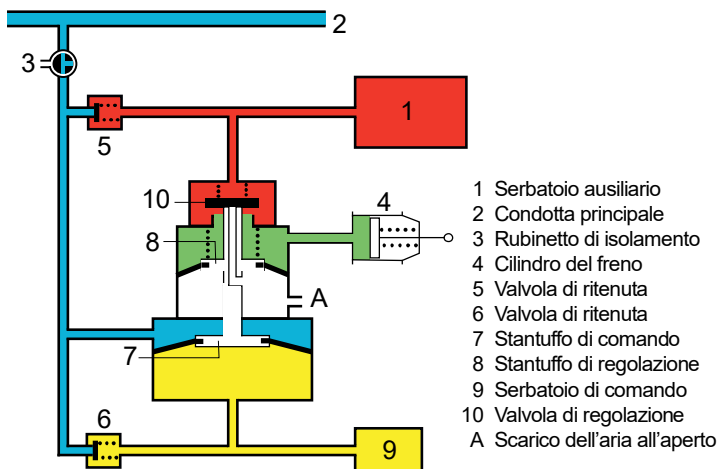 2
3
5
1
10
4
8
A
7
6
9
1 Serbatoio ausiliario
2 Condotta principale
3 Rubinetto di isolamento
4 Cilindro del freno
5 Valvola di ritenuta
6 Valvola di ritenuta
7 Stantuffo di comando
8 Stantuffo di regolazione
9 Serbatoio di comando
10 Valvola di regolazione
A Scarico dell'aria all'aperto